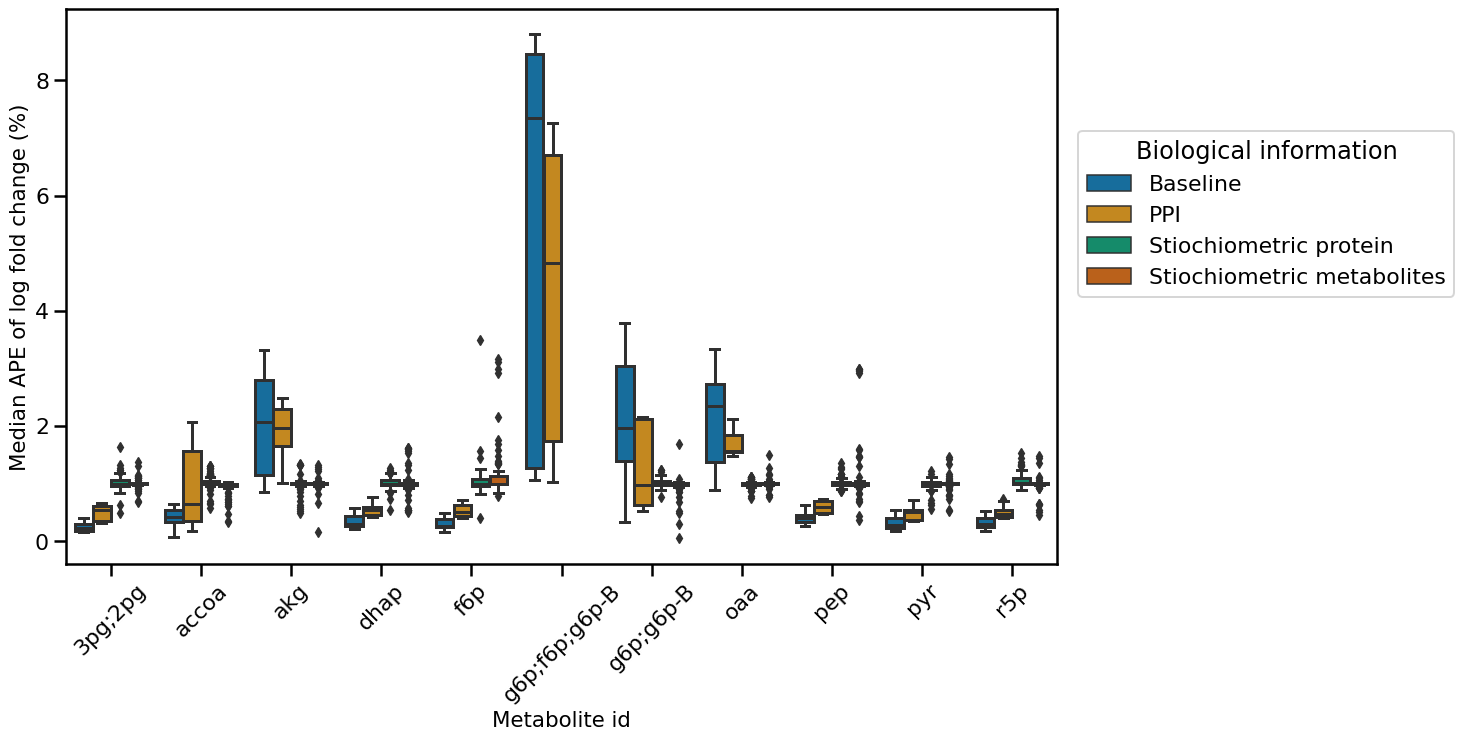 Median APE of log fold change (%)
8
6
4
2
0
3pg;2pg
accoa
akg
dhap
f6p
g6p;f6p;g6p-B
g6p;g6p-B
oaa
pep
pyr
r5p
Metabolite id
Biological information
Baseline
PPI
Stiochiometric protein
Stiochiometric metabolites